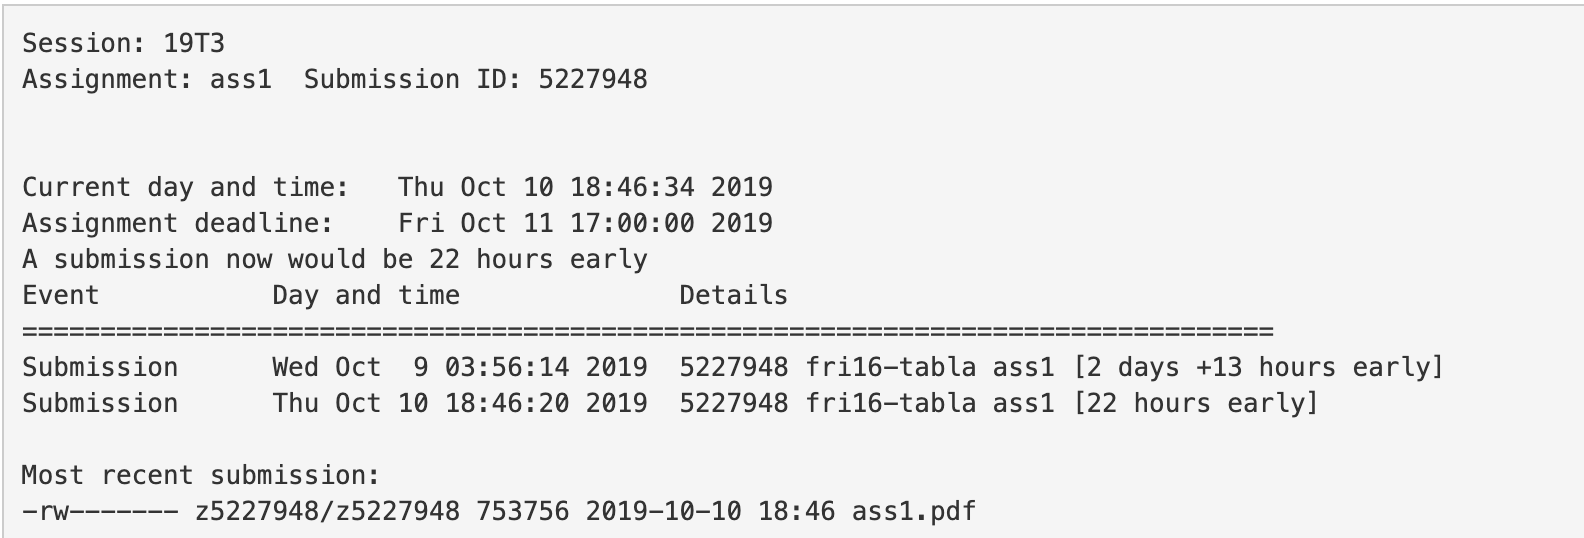 Session: 19T3
Assignment: ass1  Submission ID: 5227948
Current day and time:   Thu Oct 10 18:46:34 2019
Assignment deadline:    Fri Oct 11 17:00:00 2019
A submission now would be 22 hours early
Event           Day and time              Details
================================================================================
Submission      Wed Oct  9 03:56:14 2019  5227948 fri16-tabla ass1 [2 days +13 hours early]
Submission      Thu Oct 10 18:46:20 2019  5227948 fri16-tabla ass1 [22 hours early]
Most recent submission:
-rw------- z5227948/z5227948 753756 2019-10-10 18:46 ass1.pdf